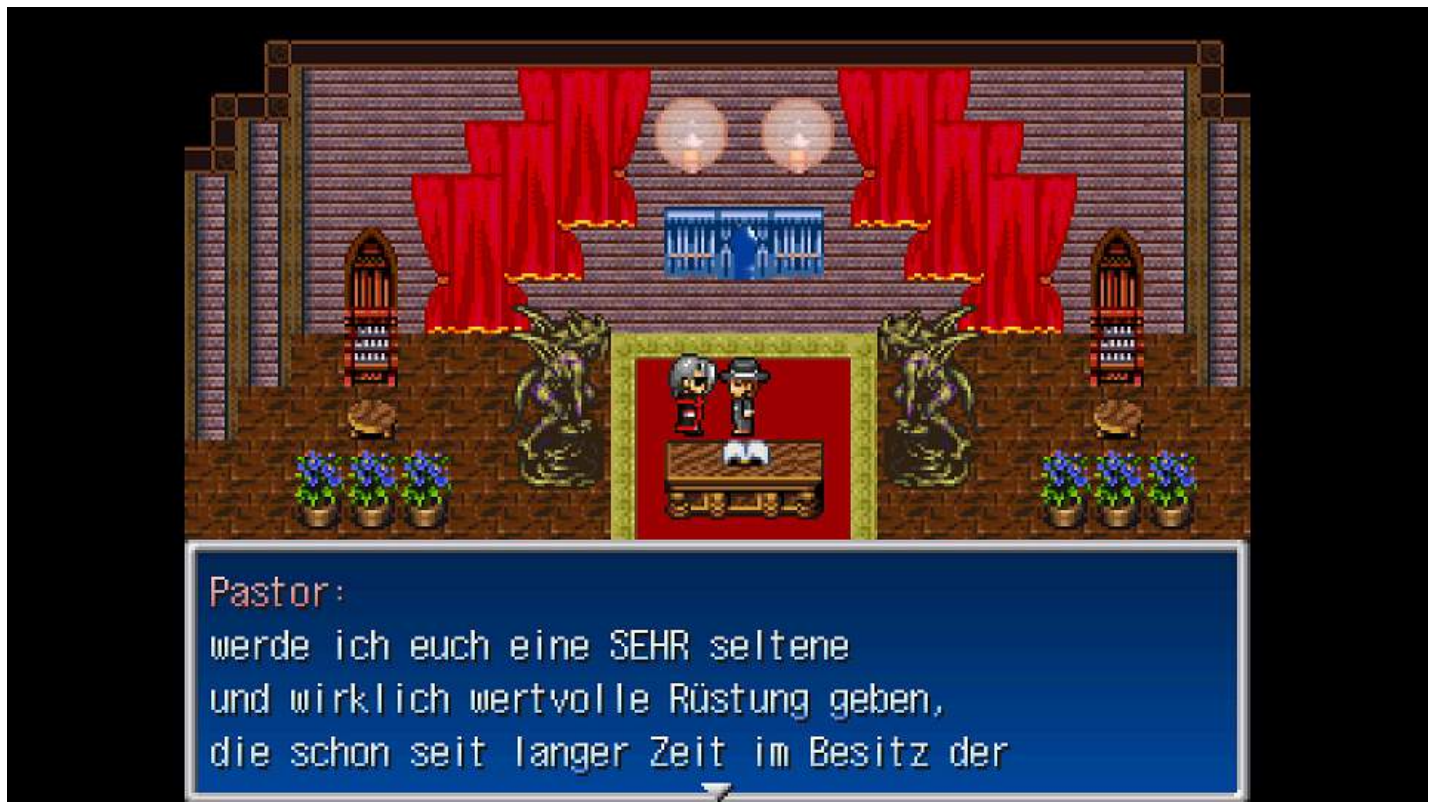 Pastor:
werde ich euch eine SEHR seltene
und wirklich wertvolle Rüstung geben,
die schon seit langer Zeit im Besitz der